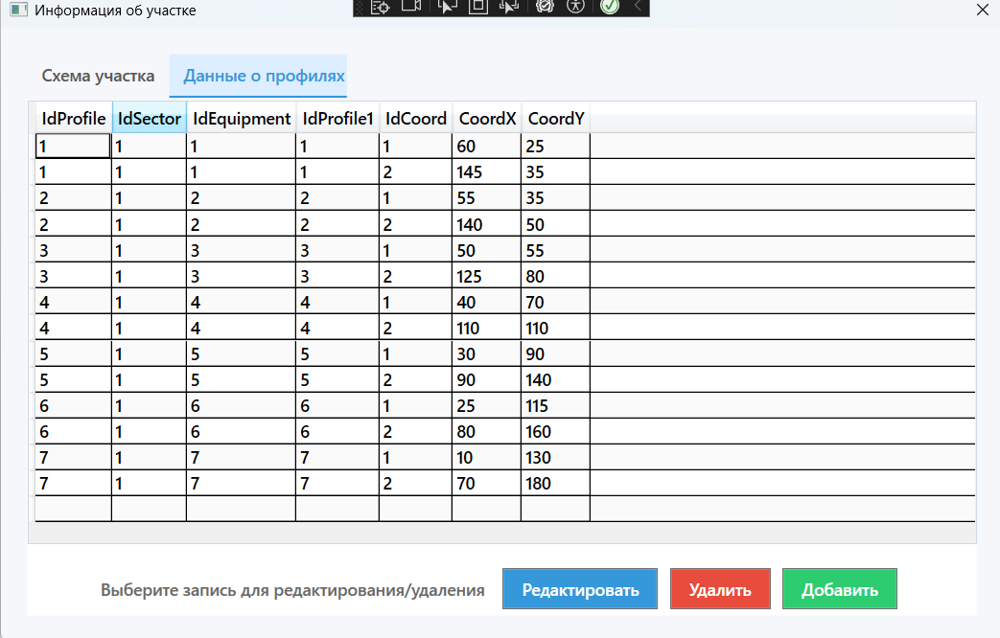 Информация об участке
Схема участка Данные о профилях
IdProfile IdSector IdEquipment IdProfile1 IdCoord CoordX CoordY
1 1 1 1 1 60 25
1 1 1 1 2 145 35
2 1 2 2 1 55 35
2 1 2 2 2 140 50
3 1 3 3 1 50 55
3 1 3 3 2 125 80
4 1 4 4 1 40 70
4 1 4 4 2 110 110
5 1 5 5 1 30 90
5 1 5 5 2 90 140
6 1 6 6 1 25 115
6 1 6 6 2 80 160
7 1 7 7 1 10 130
7 1 7 7 2 70 180
Выберите запись для редактирования/удаления Редактировать Удалить Добавить